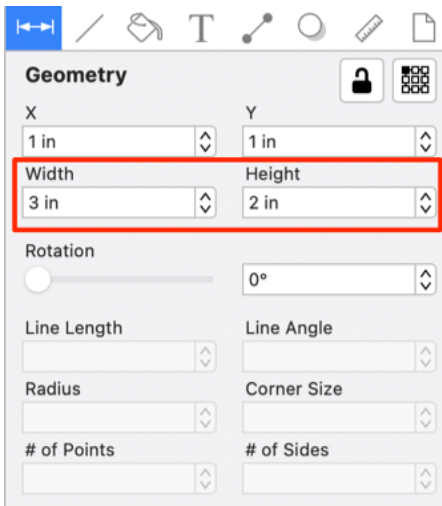 T
Geometry
X Y
1 in 1 in
Width Height
3 in 2 in
Rotation
0°
Line Length Line Angle
Radius Corner Size
# of Points # of Sides